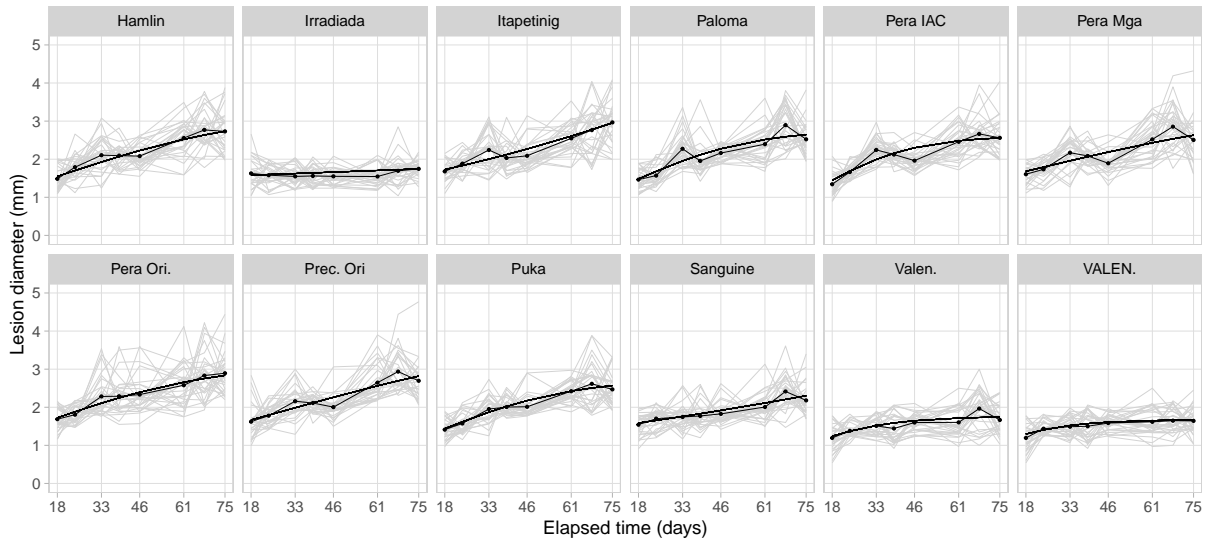 Hamlin Irradiada Itapetinig Paloma Pera IAC Pera Mga
5
4
3
2
1
0
Pera Ori. Prec. Ori Puka Sanguine Valen. VALEN.
5
4
3
2
1
0
Lesion diameter (mm)
18 33 46 61 75 18 33 46 61 75 18 33 46 61 75 18 33 46 61 75 18 33 46 61 75 18 33 46 61 75
Elapsed time (days)